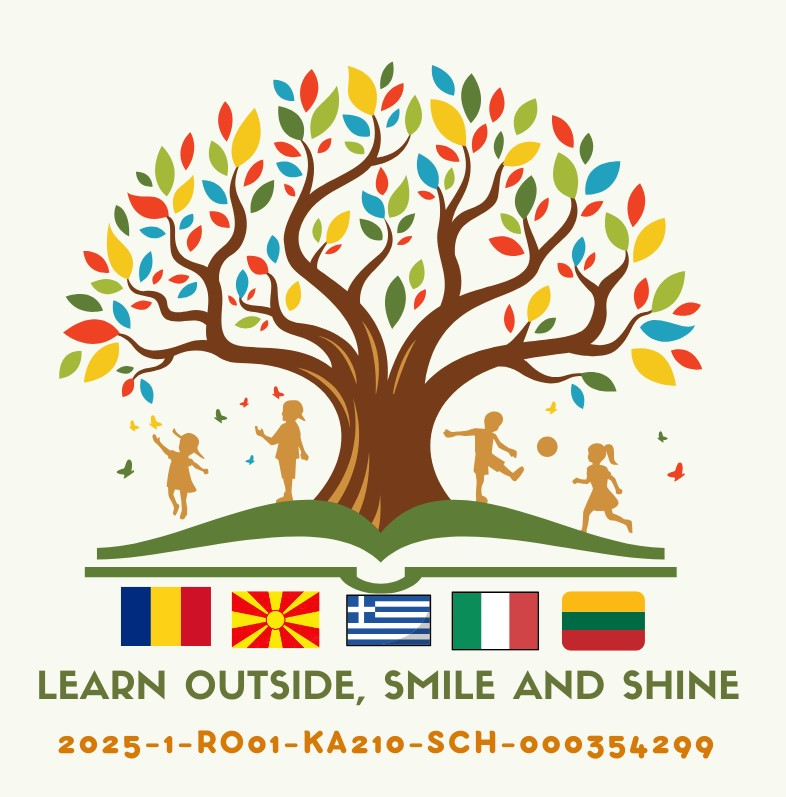 LEARN OUTSIDE, SMILE AND SHINE
2025-1-RO01-KA210-SCH-000354299